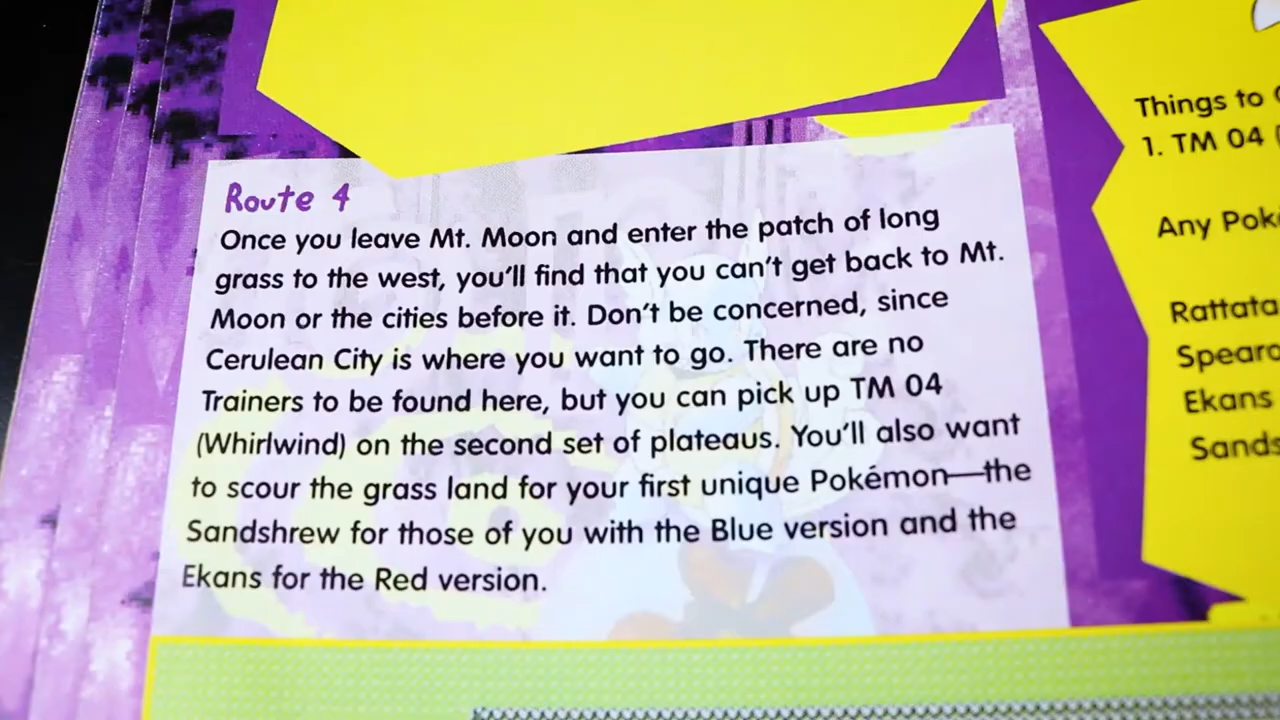 Route 4
Once you leave Mt. Moon and enter the patch of long
grass to the west, you'll find that you can't get back to Mt.
Moon or the cities before it. Don't be concerned, since
Cerulean City is where you want to go. There are no
Trainers to be found here, but you can pick up TM 04
(Whirlwind) on the second set of plateaus. You'll also want
to scour the grass land for your first unique Pokémon—the
Sandshrew for those of you with the Blue version and the
Ekans for the Red version.
Things to
1. TM 04
Any
Rattata
Ekans